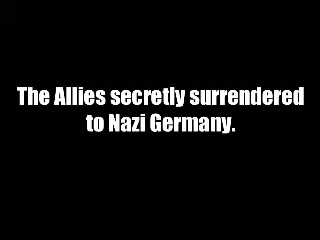 The Allies secretly surrendered
to Nazi Germany.